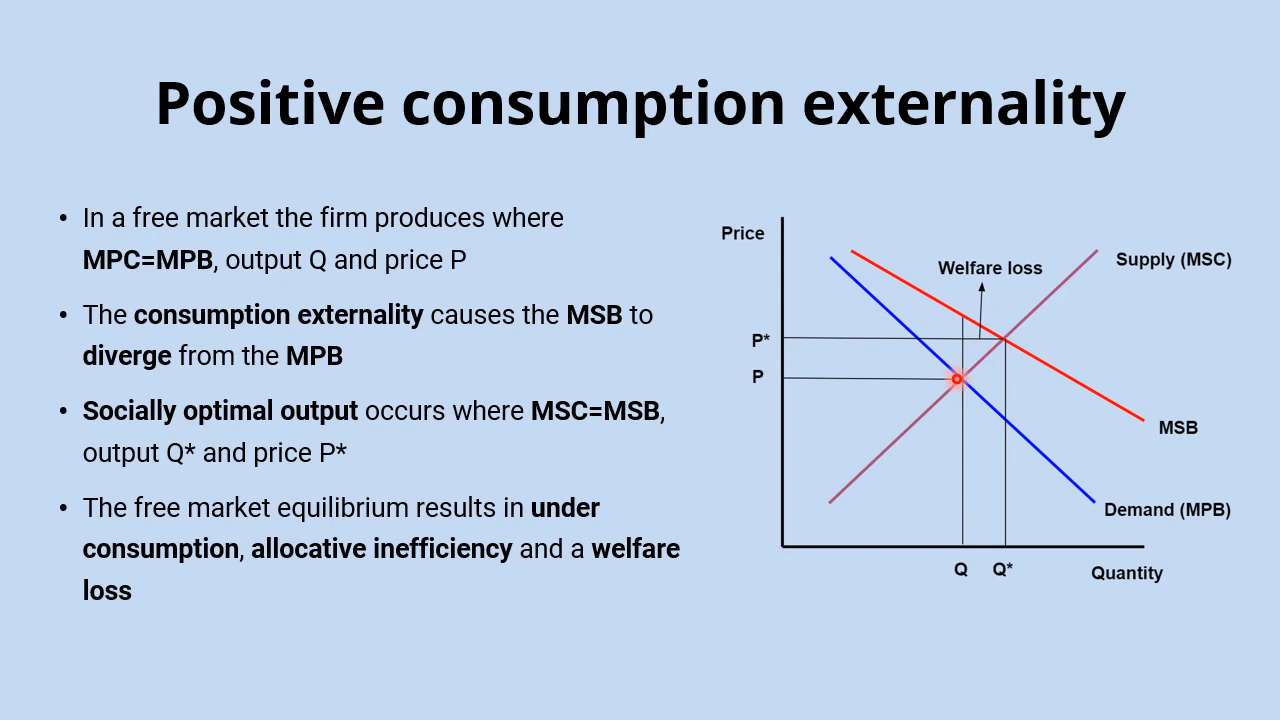 Positive consumption externality
• In a free market the firm produces where
MPC=MPB, output Q and price P
• The consumption externality causes the MSB to
diverge from the MPB
• Socially optimal output occurs where MSC=MSB,
output Q* and price P*
• The free market equilibrium results in under
consumption, allocative inefficiency and a welfare
loss
Price
Welfare loss
Supply (MSC)
P*
P
MSB
Demand (MPB)
Q
Q*
Quantity